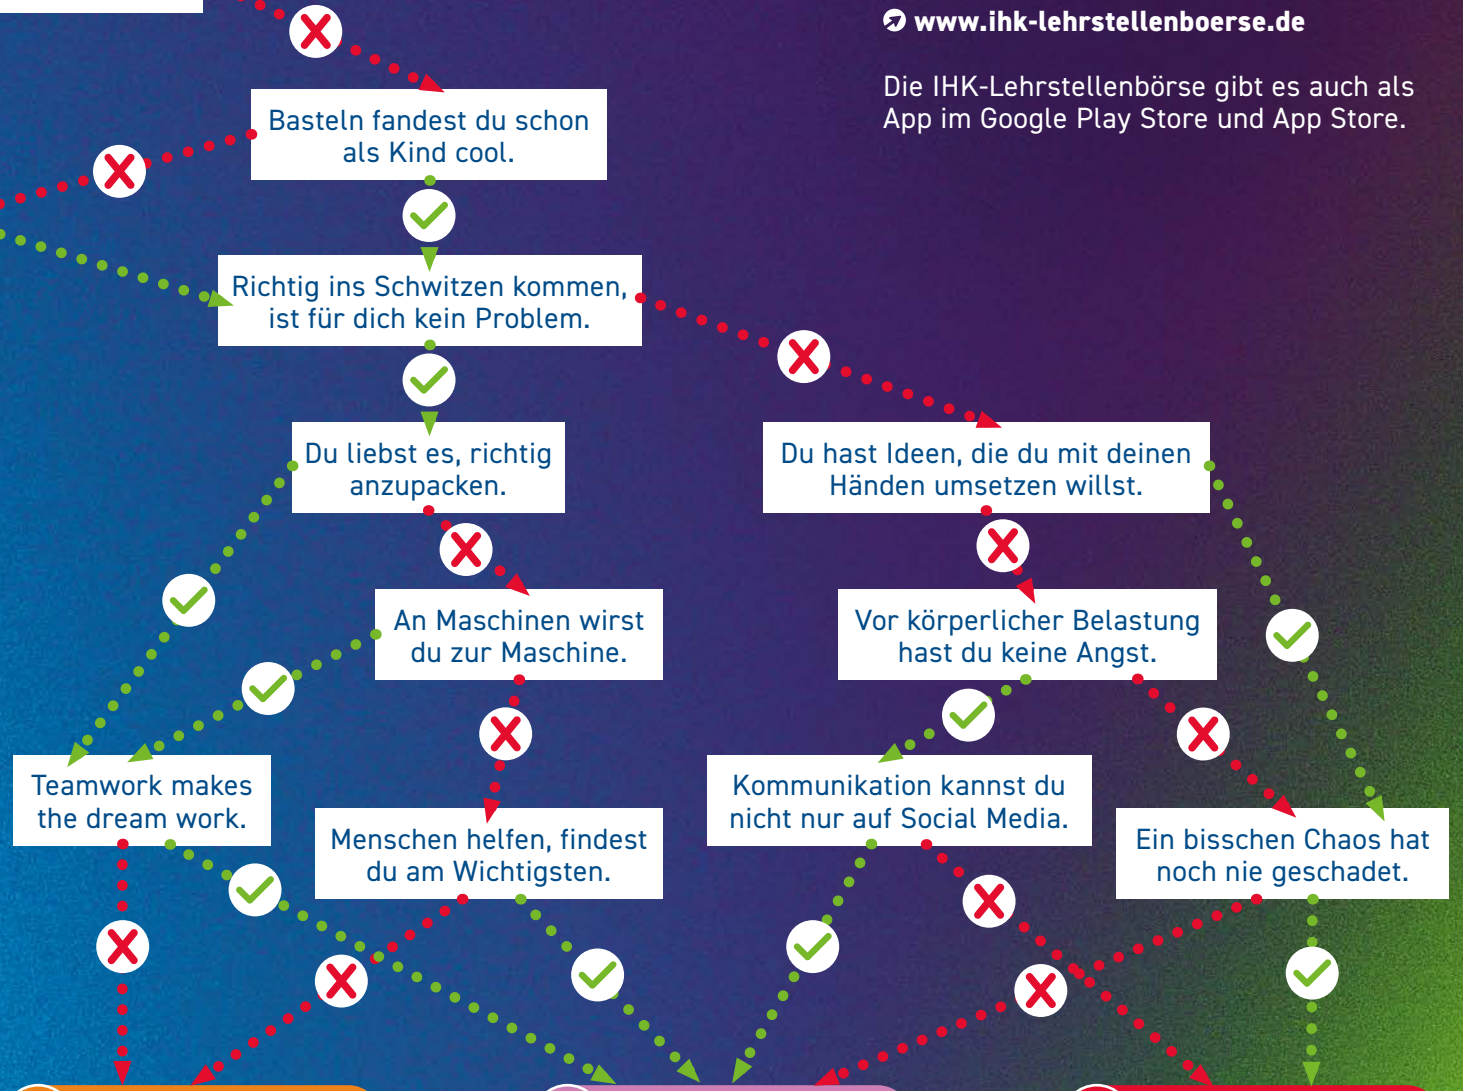 www.ihk-lehrstellenboerse.de
Die IHK-Lehrstellenbörse gibt es auch als
App im Google Play Store und App Store.
Basteln fandest du schon
als Kind cool.
Richtig ins Schwitzen kommen,
ist für dich kein Problem.
Du liebst es, richtig
anzupacken.
Du hast Ideen, die du mit deinen
Händen umsetzen willst.
An Maschinen wirst
du zur Maschine.
Vor körperlicher Belastung
hast du keine Angst.
Teamwork makes
the dream work.
Menschen helfen, findest
du am Wichtigsten.
Kommunikation kannst du
nicht nur auf Social Media.
Ein bisschen Chaos hat
noch nie geschadet.